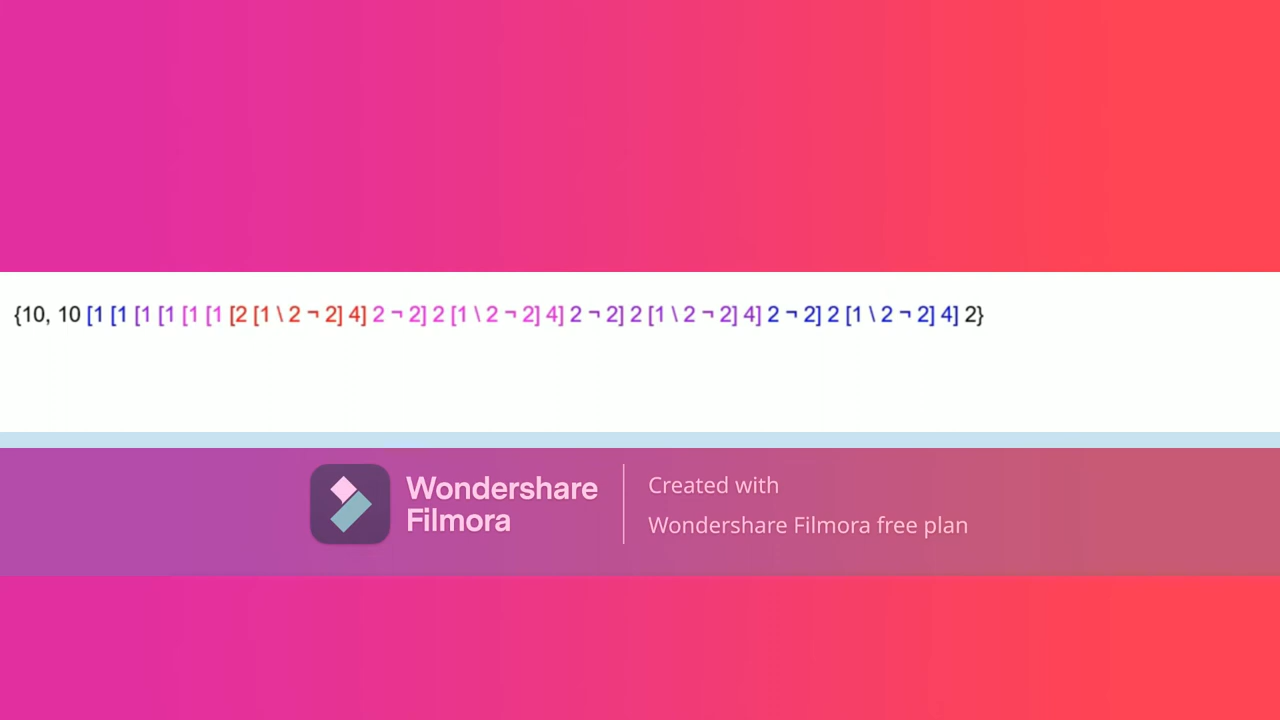 {10, 10 [1 [1 [1 [1 [1 [1 [2 [1 \ 2 ¬ 2] 4] 2 ¬ 2] 2 [1 \ 2 ¬ 2] 4] 2 ¬ 2] 2 [1 \ 2 ¬ 2] 4] 2 ¬ 2] 2 [1 \ 2 ¬ 2] 4] 2}
Wondershare
Filmora
Created with
Wondershare Filmora free plan